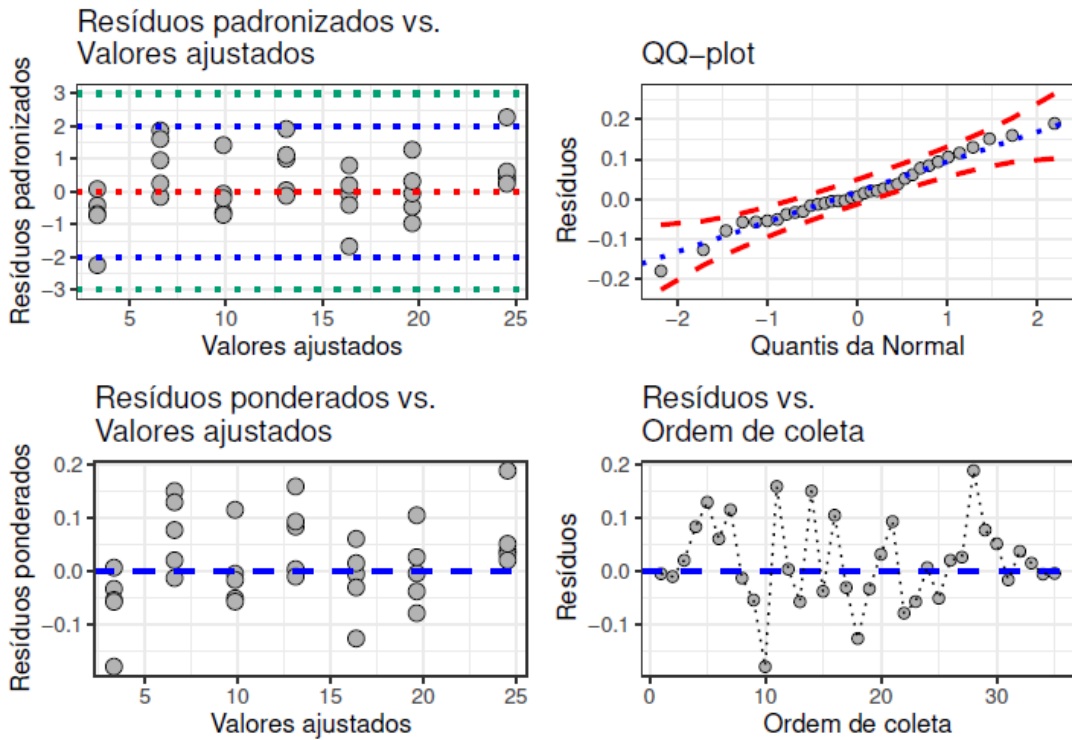 Resíduos padronizados vs.
Valores ajustados
Resíduos padronizados
3
2
1
0
−1
−2
−3
5
10
15
20
25
Valores ajustados
QQ−plot
Resíduos
0.2
0.1
0.0
−0.1
−0.2
−2
−1
0
1
2
Quantis da Normal
Resíduos ponderados vs.
Valores ajustados
Resíduos ponderados
0.2
0.1
0.0
−0.1
5
10
15
20
25
Valores ajustados
Resíduos vs.
Ordem de coleta
Resíduos
0.2
0.1
0.0
−0.1
0
10
20
30
Ordem de coleta